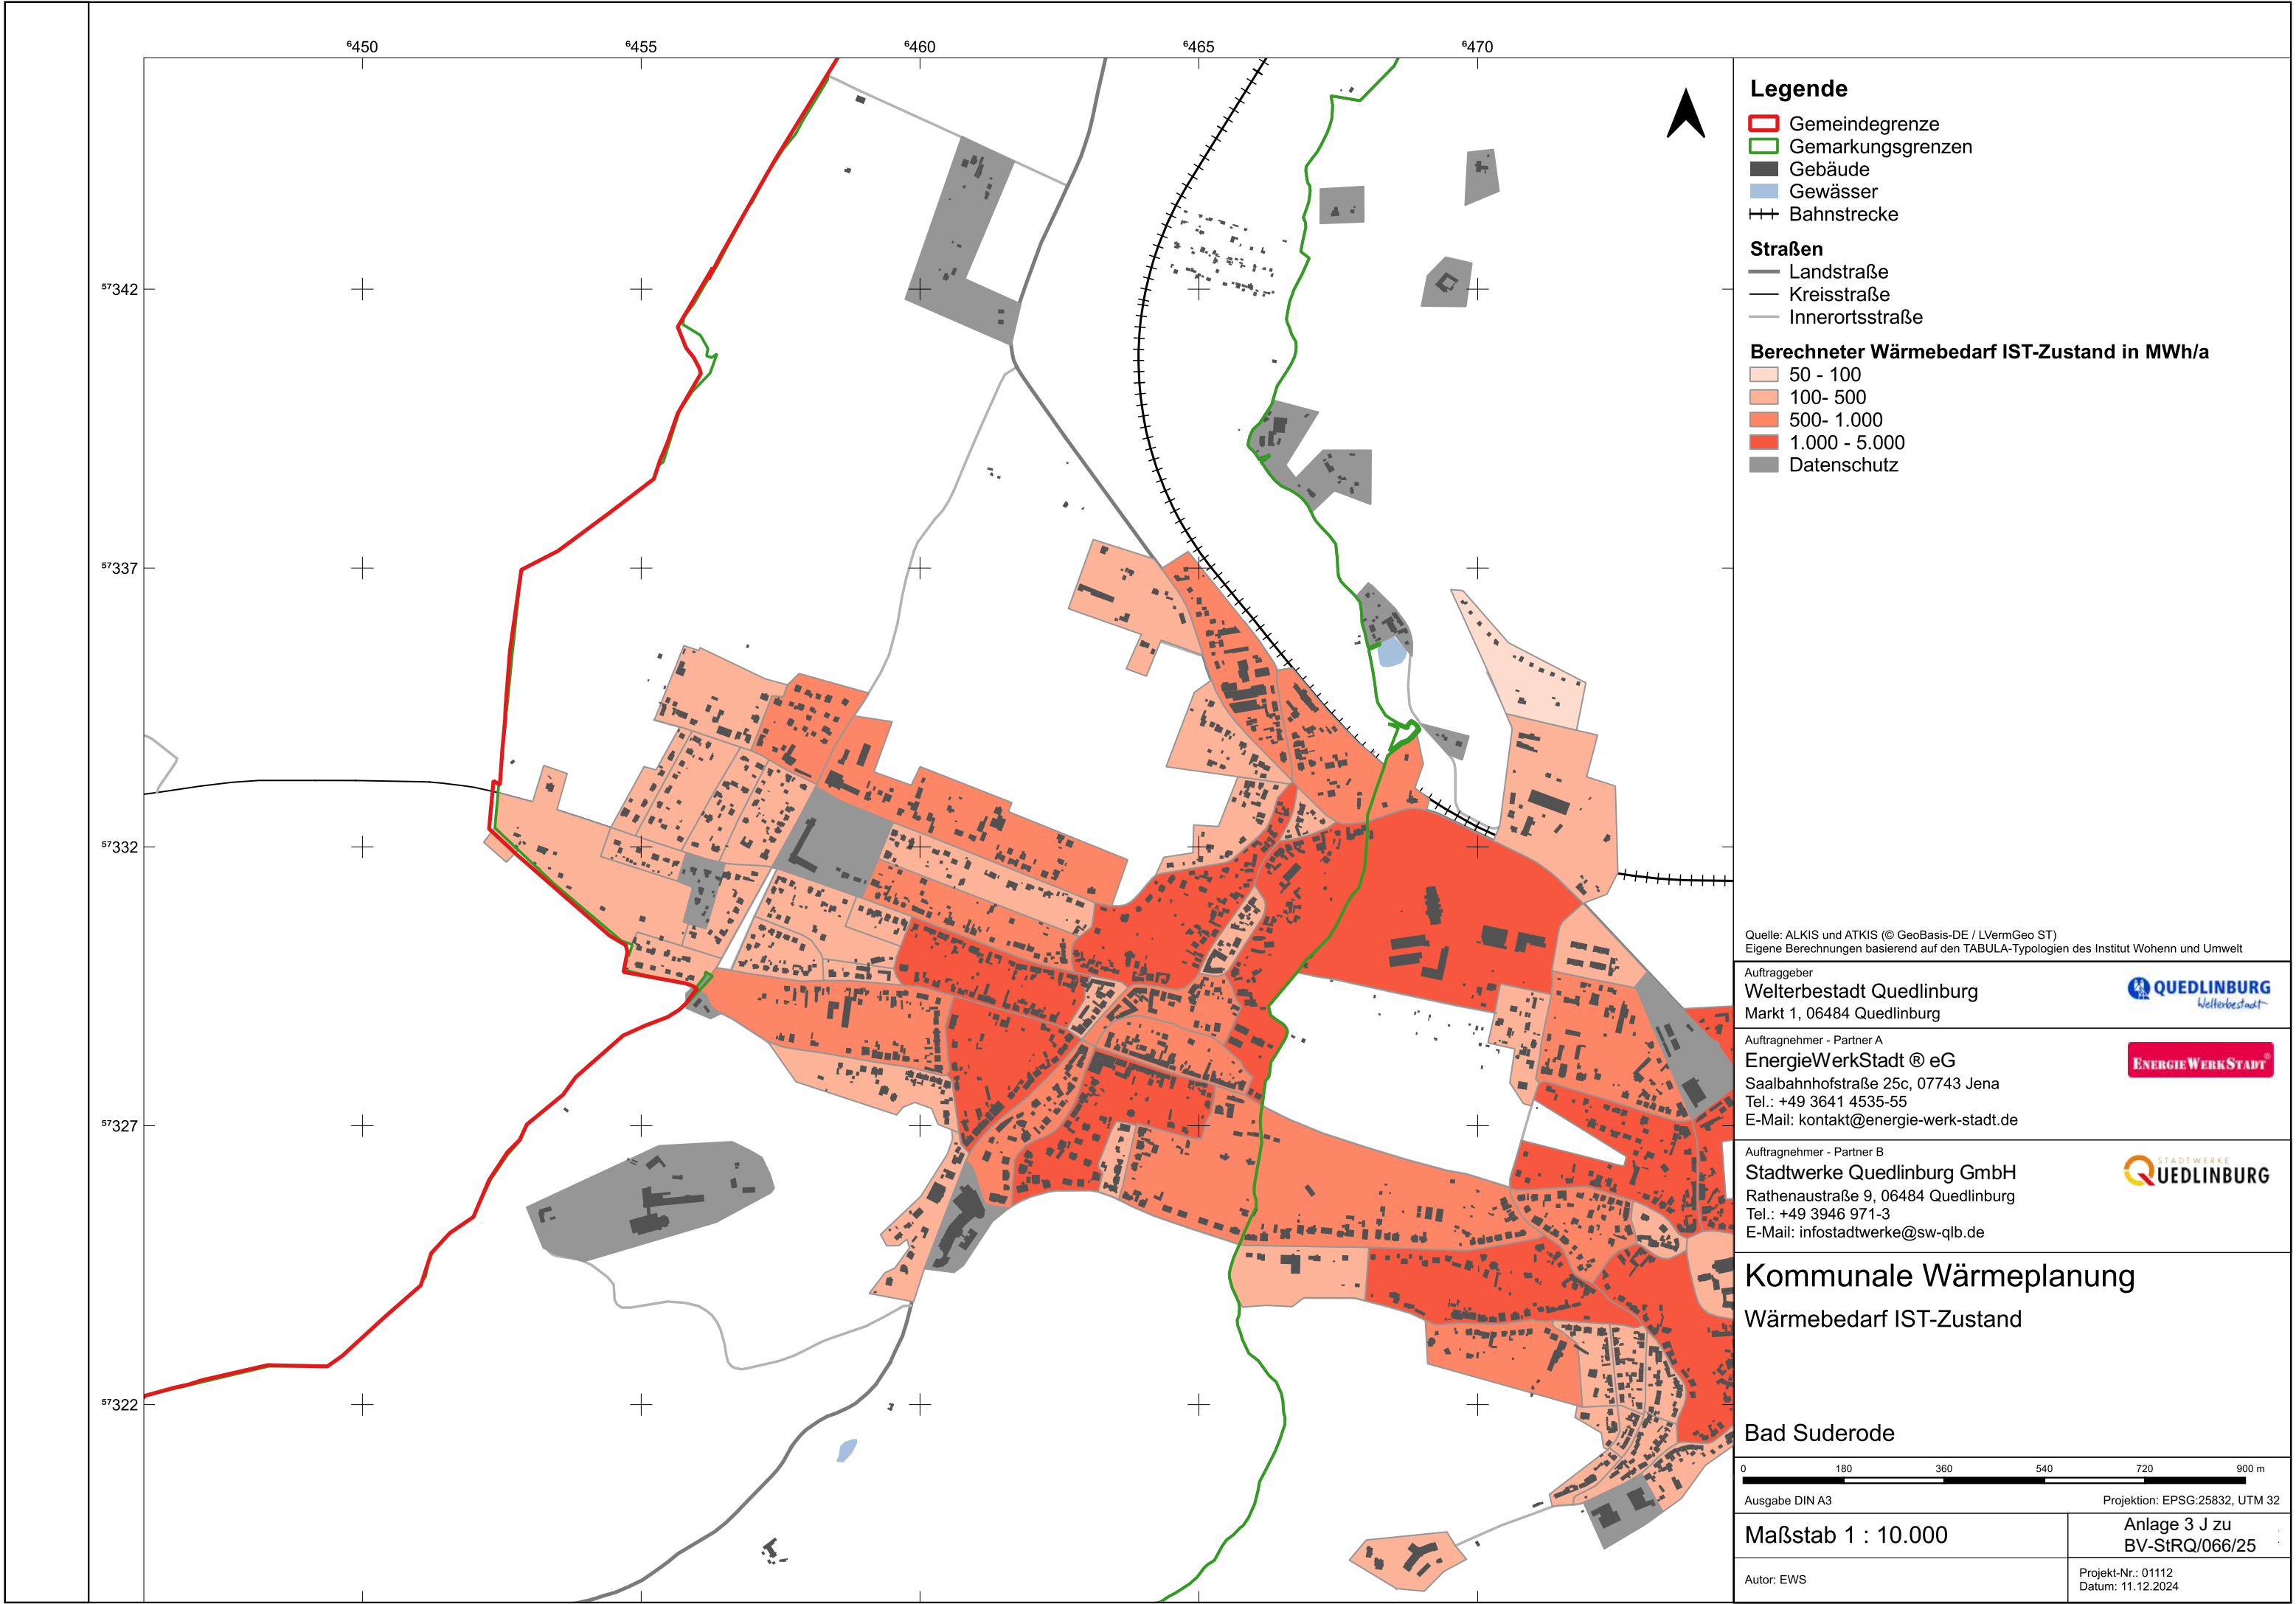 6450
6455
6460
6465
6470
57342
57337
57332
57327
57322
Legende
Gemeindegrenze
Gemarkungsgrenzen
Gebäude
Gewässer
Bahnstrecke
Straßen
Landstraße
Kreisstraße
Innerortsstraße
Berechneter Wärmebedarf IST-Zustand in MWh/a
50 - 100
100- 500
500- 1.000
1.000 - 5.000
Datenschutz
Quelle: ALKIS und ATKIS (© GeoBasis-DE / LVermGeo ST)
Eigene Berechnungen basierend auf den TABULA-Typologien des Institut Wohenn und Umwelt
Auftraggeber
Welterbestadt Quedlinburg
Markt 1, 06484 Quedlinburg
QUEDLINBURG
Welterbestadt
Auftragnehmer - Partner A
EnergieWerkStadt ® eG
Saalbahnhofstraße 25c, 07743 Jena
Tel.: +49 3641 4535-55
E-Mail: kontakt@energie-werk-stadt.de
ENERGIEWERKSTADT®
Auftragnehmer - Partner B
Stadtwerke Quedlinburg GmbH
Rathenaustraße 9, 06484 Quedlinburg
Tel.: +49 3946 971-3
E-Mail: infostadtwerke@sw-qlb.de
STADTWERKE
QUEDLINBURG
Kommunale Wärmeplanung
Wärmebedarf IST-Zustand
Bad Suderode
0 180 360 540 720 900 m
Ausgabe DIN A3
Projektion: EPSG:25832, UTM 32
Maßstab 1 : 10.000
Anlage 3 J zu
BV-StRQ/066/25
Autor: EWS
Projekt-Nr.: 01112
Datum: 11.12.2024